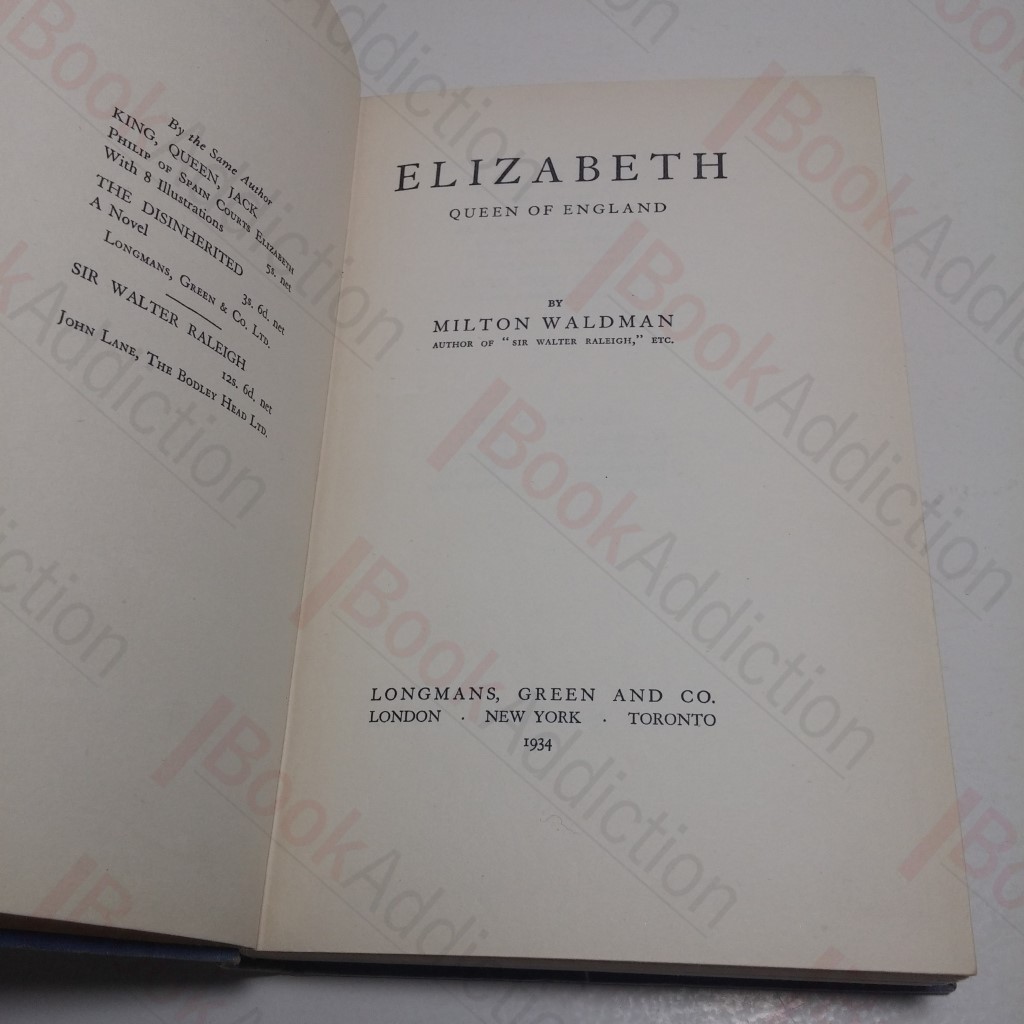 By the Same Author
KING, QUEEN, JACK
PHILIP OF SPAIN COURTS ELIZABETH
With 8 Illustrations 5s. net
THE DISINHERITED
A Novel 3s. 6d. net
LONGMANS, GREEN & CO. LTD.
SIR WALTER RALEIGH
12s. 6d. net
JOHN LANE, THE BODLEY HEAD LTD.
ELIZABETH
QUEEN OF ENGLAND
BY
MILTON WALDMAN
AUTHOR OF "SIR WALTER RALEIGH," ETC.
LONGMANS, GREEN AND CO.
LONDON · NEW YORK · TORONTO
1934
BookAddiction